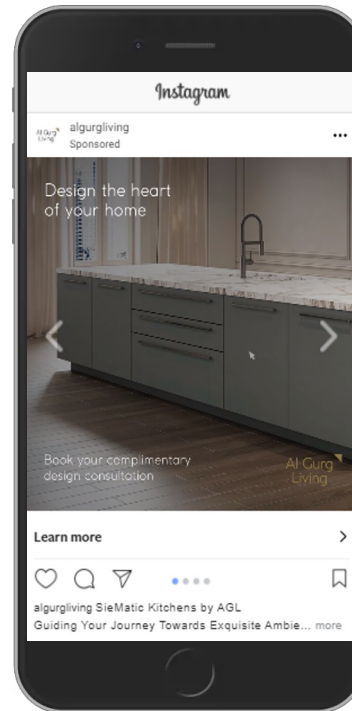 Instagram
Al Gurg
Living
algurgliving
Sponsored
Design the heart
of your home
Book your complimentary
design consultation
Al Gurg
Living
Learn more
algurgliving SieMatic Kitchens by AGL
Guiding Your Journey Towards Exquisite Ambie... more